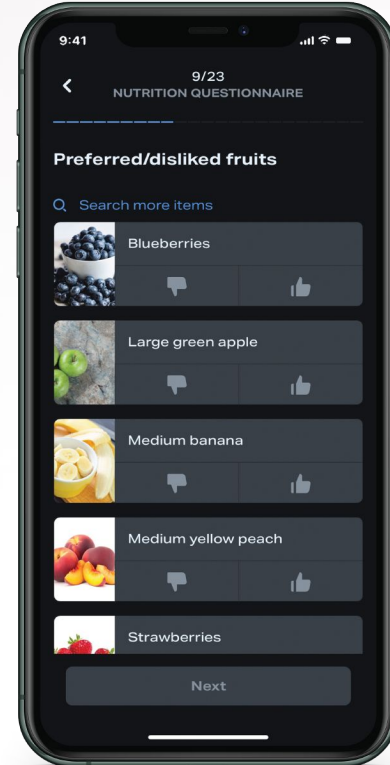 9:41
9/23
NUTRITION QUESTIONNAIRE
Preferred/disliked fruits
Search more items
Blueberries
Large green apple
Medium banana
Medium yellow peach
Strawberries
Next